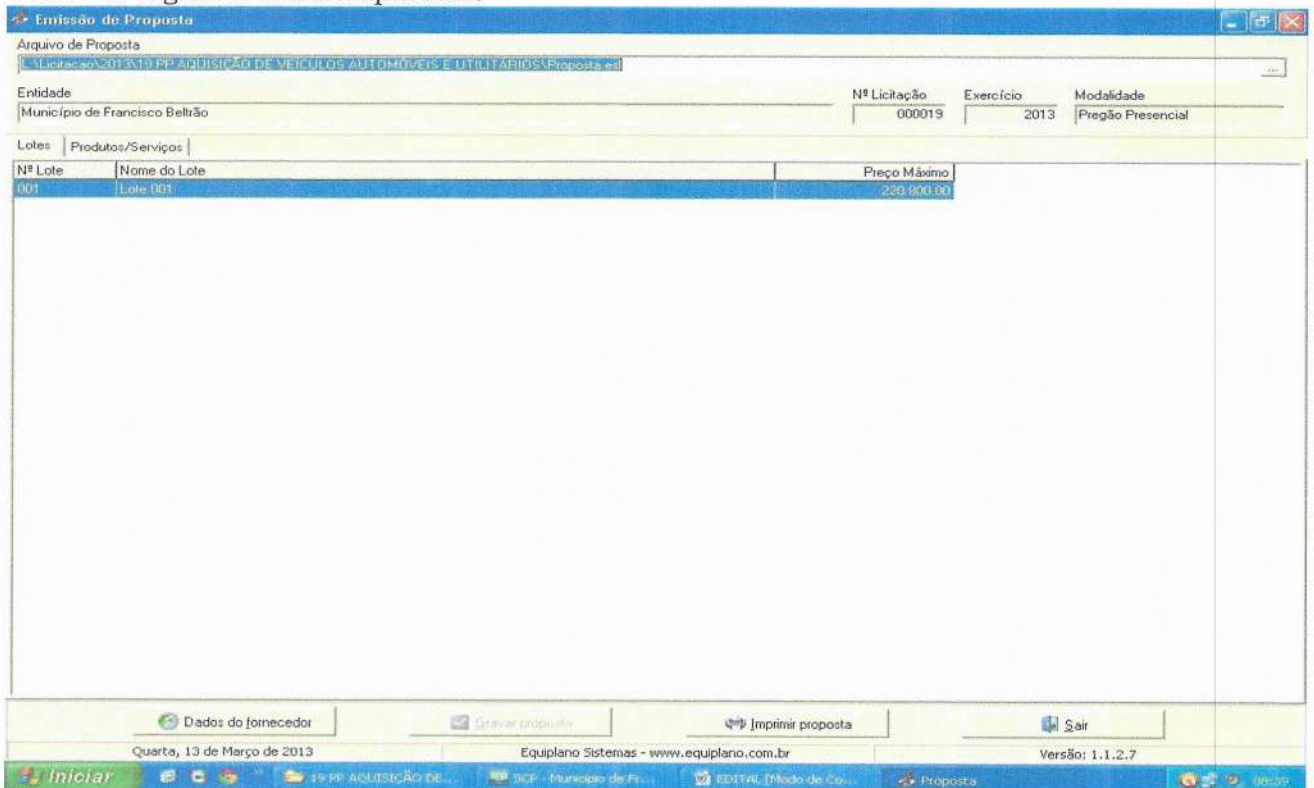 Emissão de Proposta
Arquivo de Proposta
L:\Licitacao\2013\19 PP AQUISIÇÃO DE VEÍCULOS AUTOMÓVEIS E UTILITÁRIOS\Proposta.esl
Entidade Nº Licitação Exercício Modalidade
Município de Francisco Beltrão 000019 2013 Pregão Presencial
Lotes Produtos/Serviços
Nº Lote Nome do Lote Preço Máximo
001 Lote 001 220.800,00
Dados do fornecedor Gravar proposta Imprimir proposta Sair
Quarta, 13 de Março de 2013 Equiplano Sistemas - www.equiplano.com.br Versão: 1.1.2.7
Iniciar 19 PP AQUISIÇÃO DE... SCP - Município de Fr... EDITAL [Modo de Co... Proposta 08:39